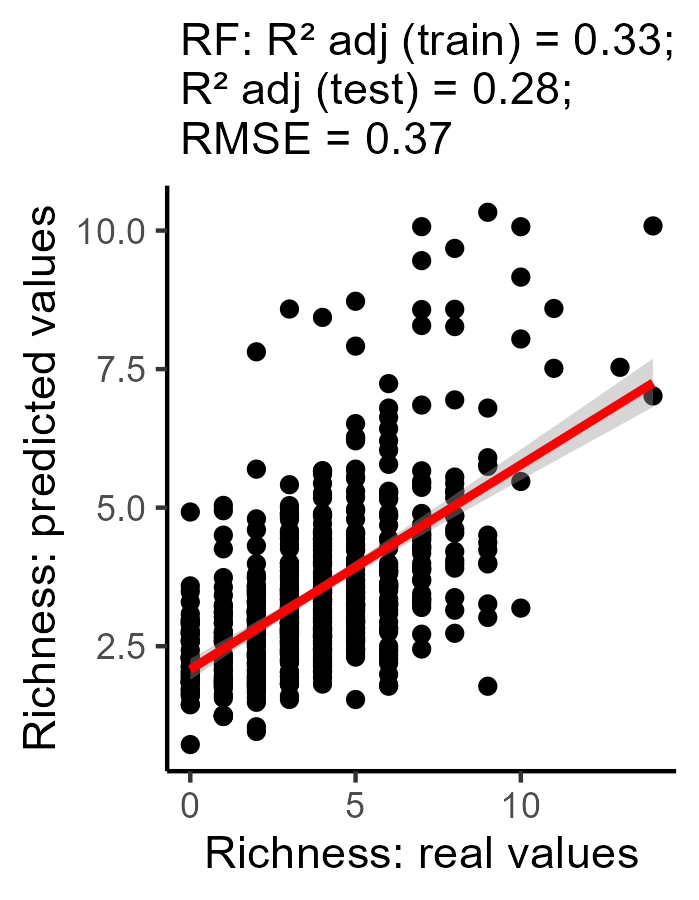 RF: R² adj (train) = 0.33;
R² adj (test) = 0.28;
RMSE = 0.37
Richness: predicted values
10.0
7.5
5.0
2.5
0
5
10
Richness: real values